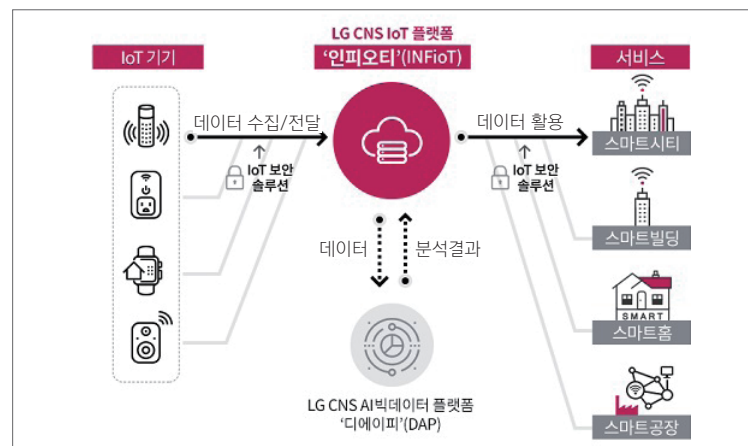 LG CNS IoT 플랫폼
IoT 기기
‘인피오티’(INFioT)
서비스
데이터 수집/전달
데이터 활용
IoT 보안
솔루션
IoT 보안
솔루션
스마트시티
데이터
분석결과
스마트빌딩
SMART
스마트홈
LG CNS AI빅데이터 플랫폼
‘디에이피’(DAP)
스마트공장